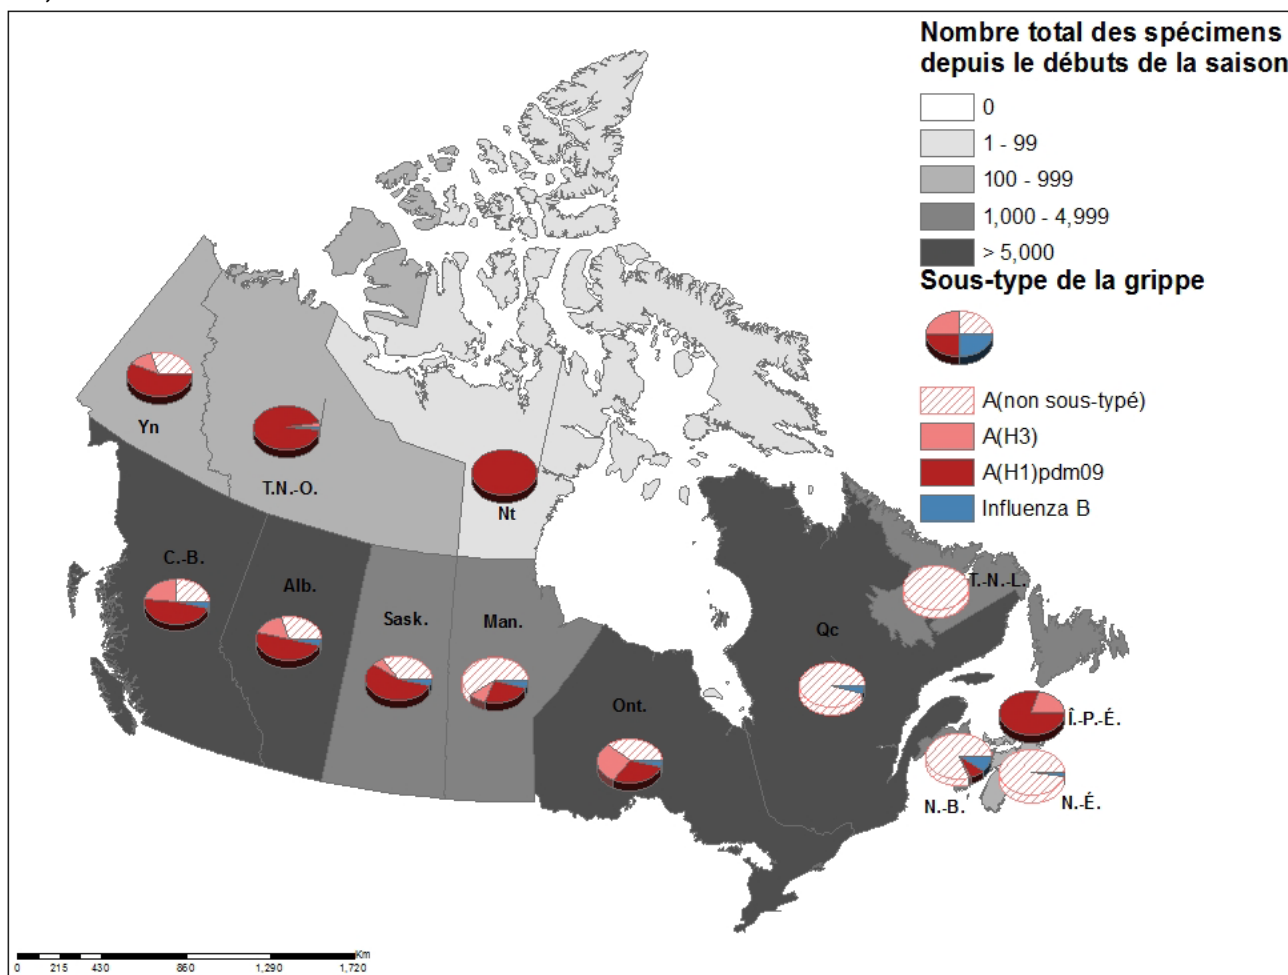 Nombre total des spécimens
depuis le débuts de la saison
0
1 - 99
100 - 999
1,000 - 4,999
> 5,000
Sous-type de la grippe
A(non sous-typé)
A(H3)
A(H1)pdm09
Influenza B
Yn
T.N.-O.
Nt
C.-B.
Alb.
Sask.
Man.
Ont.
Qc
T.-N.-L.
Î.-P.-É.
N.-B.
N.-É.
Km
0 215 430 860 1,290 1,720